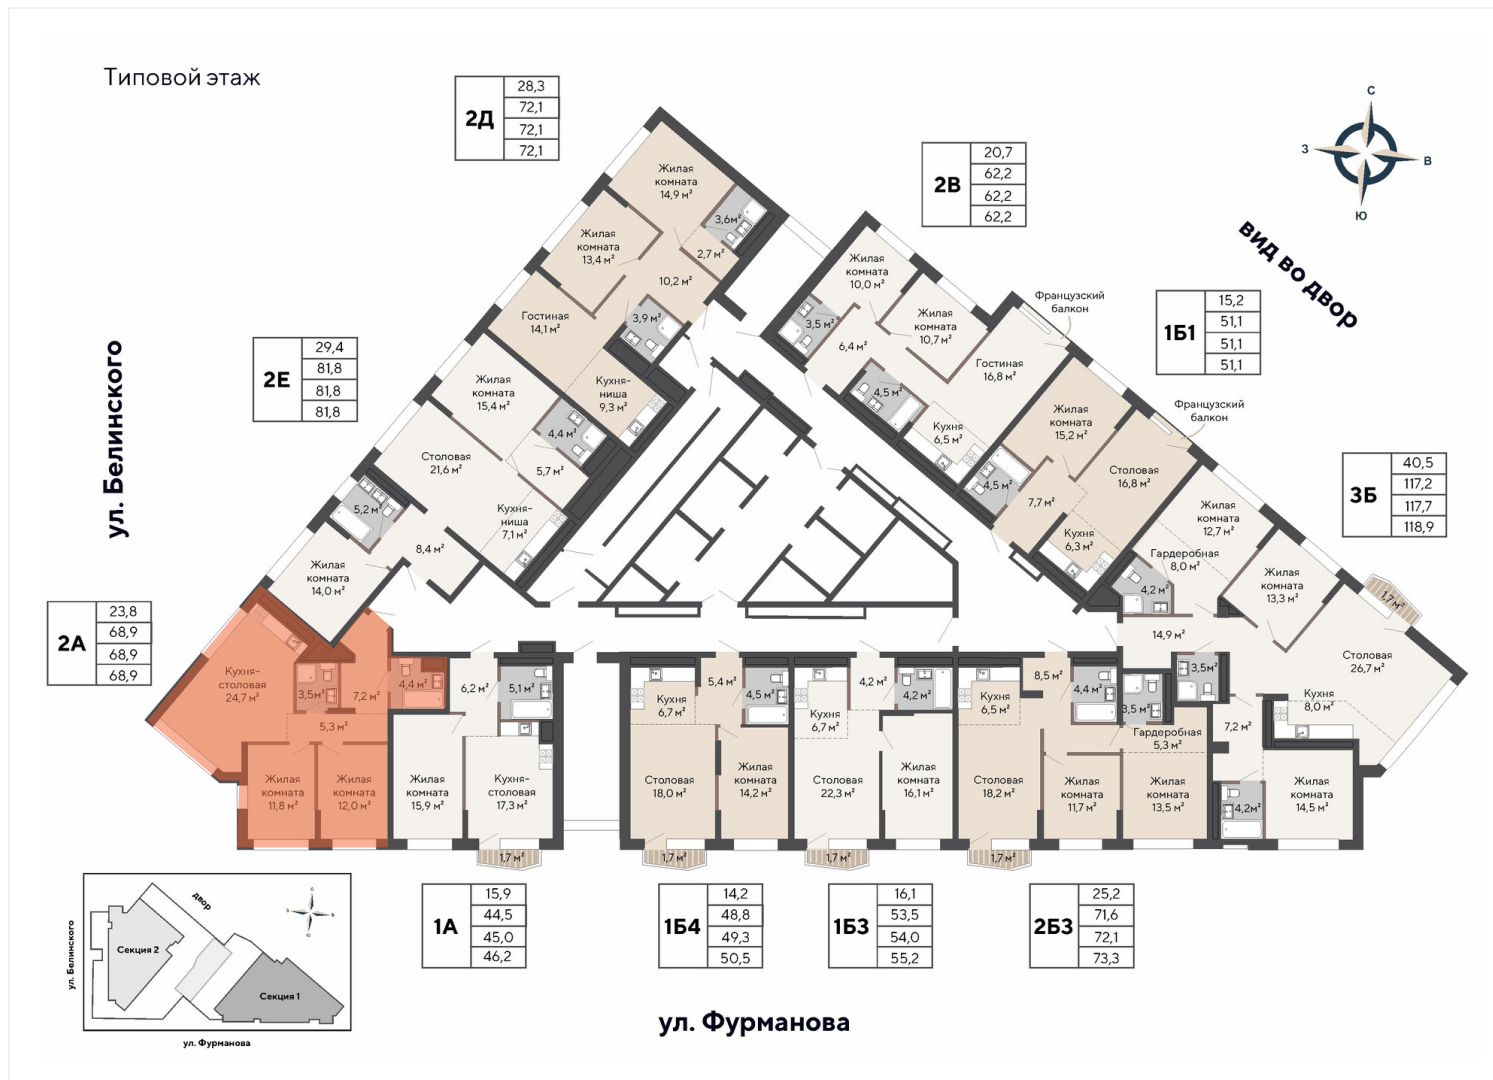 Типовой этаж
2Д
28,3
72,1
72,1
72,1
2В
20,7
62,2
62,2
62,2
С
З
В
Ю
вид во двор
1Б1
15,2
51,1
51,1
51,1
2Е
29,4
81,8
81,8
81,8
ул. Белинского
3Б
40,5
117,2
117,7
118,9
2А
23,8
68,9
68,9
68,9
Жилая
комната
14,9 м²
3,6м²
Жилая
комната
13,4 м²
2,7 м²
10,2 м²
Гостиная
14,1 м²
3,9 м²
Кухня-
ниша
9,3 м²
Жилая
комната
15,4 м²
4,4 м²
Столовая
21,6 м²
5,7 м²
5,2 м²
Кухня-
ниша
7,1 м²
8,4 м²
Жилая
комната
14,0 м²
Жилая
комната
10,0 м²
3,5 м²
Жилая
комната
10,7 м²
6,4 м²
Французский
балкон
Гостиная
16,8 м²
4,5 м²
Кухня
6,5 м²
Жилая
комната
15,2 м²
Французский
балкон
Столовая
16,8 м²
4,5 м²
7,7 м²
Кухня
6,3 м²
Жилая
комната
12,7 м²
Гардеробная
8,0 м²
4,2 м²
Жилая
комната
13,3 м²
1,7 м²
14,9 м²
Столовая
26,7 м²
3,5м²
Кухня
8,0 м²
7,2 м²
4,2м²
Жилая
комната
14,5 м²
Кухня-
столовая
24,7 м²
3,5м²
7,2 м²
4,4 м²
5,3 м²
Жилая
комната
11,8 м²
Жилая
комната
12,0 м²
6,2 м²
5,1 м²
Жилая
комната
15,9 м²
Кухня-
столовая
17,3 м²
1,7 м²
5,4 м²
Кухня
6,7 м²
4,5 м²
Столовая
18,0 м²
Жилая
комната
14,2 м²
1,7 м²
4,2 м²
4,2 м²
Кухня
6,7 м²
Столовая
22,3 м²
Жилая
комната
16,1 м²
1,7 м²
8,5 м²
Кухня
6,5 м²
4,4 м²
3,5 м²
Гардеробная
5,3 м²
Столовая
18,2 м²
Жилая
комната
11,7 м²
Жилая
комната
13,5 м²
1,7 м²
1А
15,9
44,5
45,0
46,2
1Б4
14,2
48,8
49,3
50,5
1Б3
16,1
53,5
54,0
55,2
2Б3
25,2
71,6
72,1
73,3
ул. Белинского
двор
Секция 2
Секция 1
ул. Фурманова
ул. Фурманова